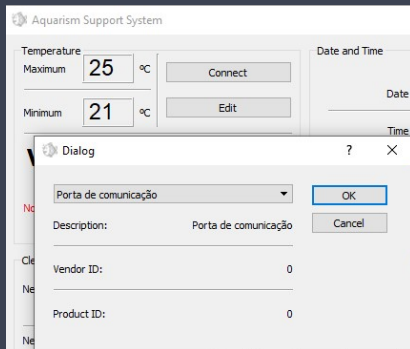 Aquarism Support System
Temperature
Maximum 25 ºC
Connect
Minimum 21 ºC
Edit
Date and Time
Date
Time
Dialog ? X
Porta de comunicação
OK
Description: Porta de comunicação
Cancel
Vendor ID: 0
Product ID: 0